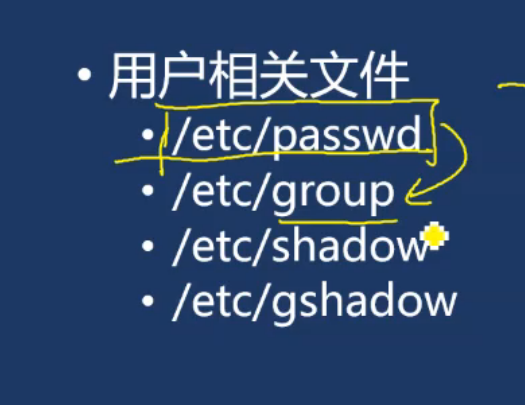 • 用户相关文件
• /etc/passwd
• /etc/group
• /etc/shadow
• /etc/gshadow